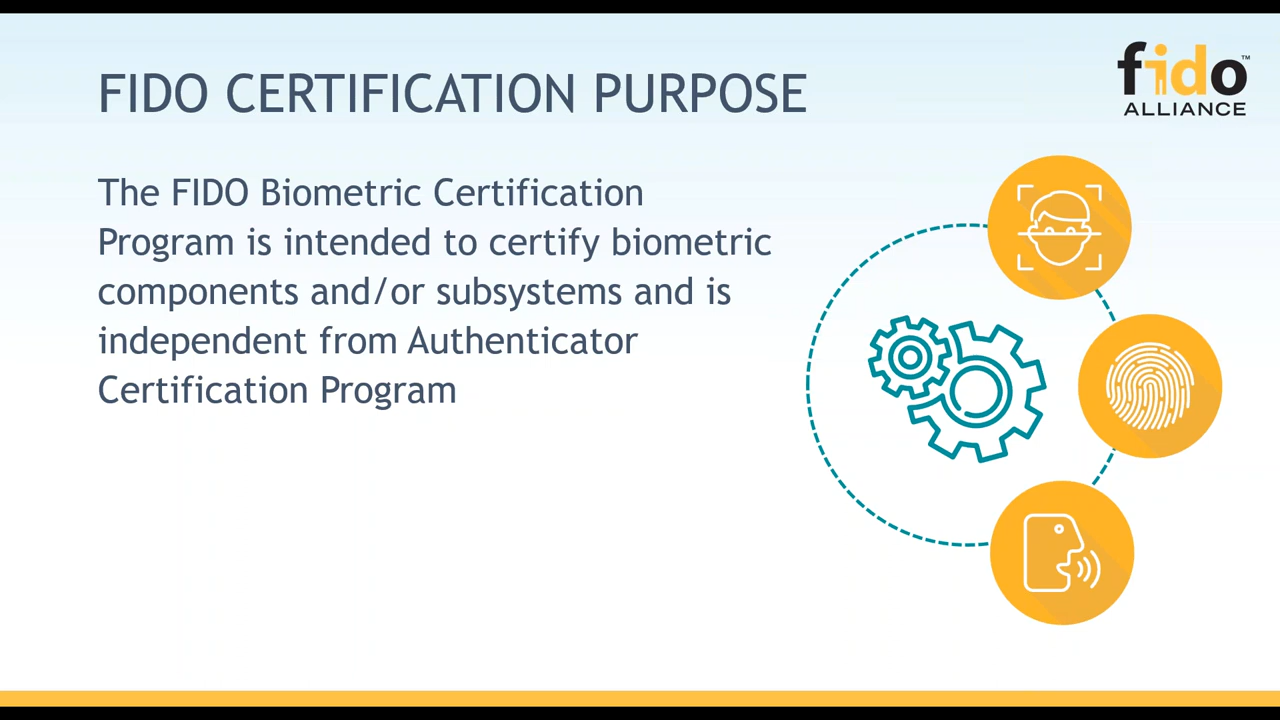 FIDO CERTIFICATION PURPOSE
fido™
ALLIANCE
The FIDO Biometric Certification
Program is intended to certify biometric
components and/or subsystems and is
independent from Authenticator
Certification Program